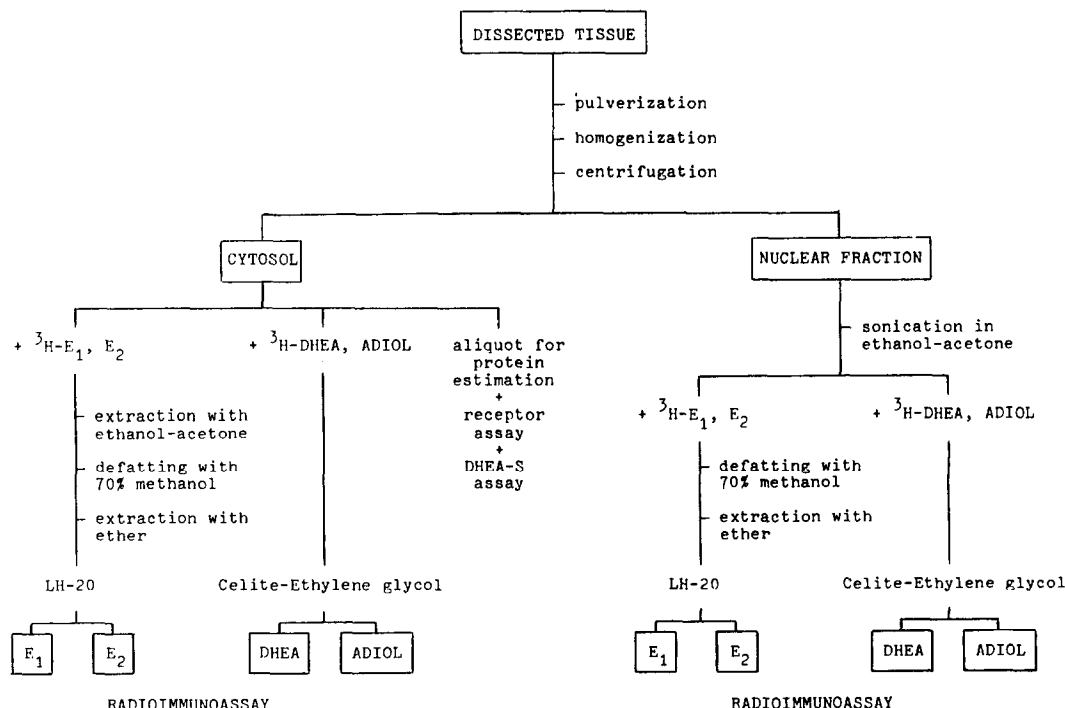 DISSECTED TISSUE
pulverization
homogenization
centrifugation
CYTOSOL
NUCLEAR FRACTION
+ ³H-E₁, E₂
extraction with
ethanol-acetone
defatting with
70% methanol
extraction with
ether
LH-20
E₁
E₂
+ ³H-DHEA, ADIOL
Celite-Ethylene glycol
DHEA
ADIOL
aliquot for
protein
estimation
+
receptor
assay
+
DHEA-S
assay
RADIOIMMUNOASSAY
sonication in
ethanol-acetone
+ ³H-E₁, E₂
defatting with
70% methanol
extraction with
ether
LH-20
E₁
E₂
+ ³H-DHEA, ADIOL
Celite-Ethylene glycol
DHEA
ADIOL
RADIOIMMUNOASSAY